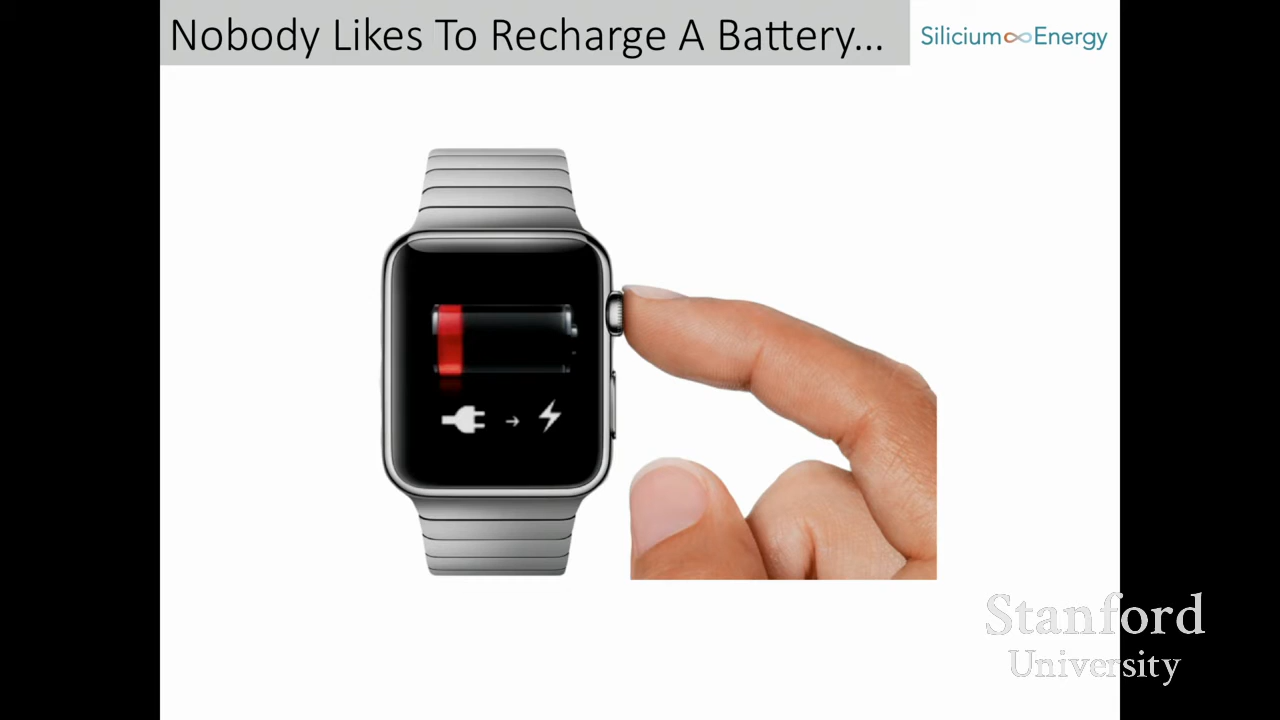 Nobody Likes To Recharge A Battery...
Silicium∞Energy
Stanford
University